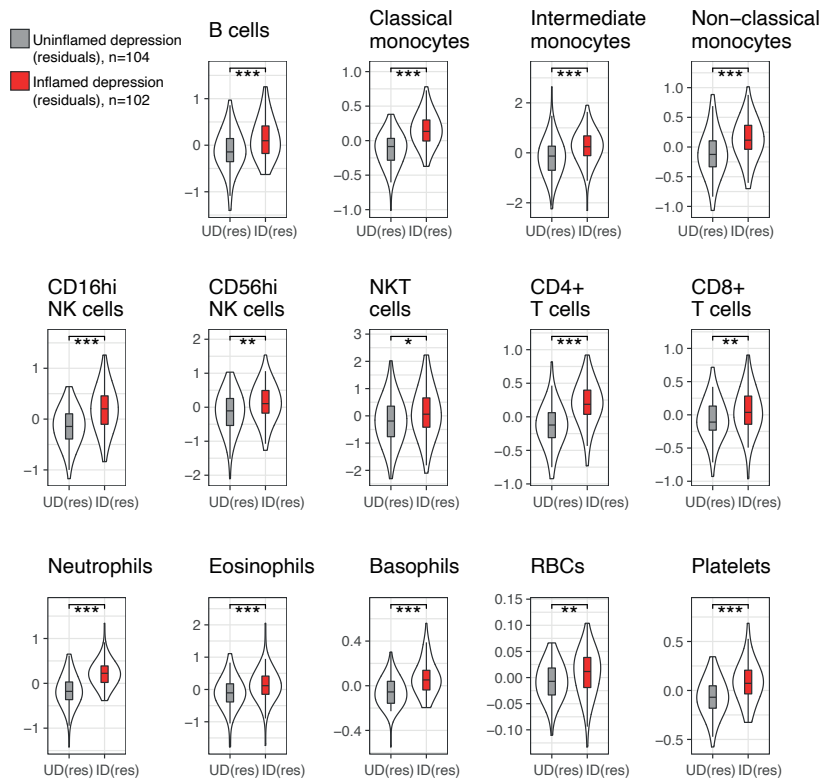 Uninflamed depression
(residuals), n=104
Inflamed depression
(residuals), n=102
B cells
***
1
0
−1
UD(res) ID(res)
Classical
monocytes
***
1.0
0.5
0.0
−0.5
−1.0
UD(res) ID(res)
Intermediate
monocytes
***
2
0
−2
UD(res) ID(res)
Non−classical
monocytes
***
1.0
0.5
0.0
−0.5
−1.0
UD(res) ID(res)
CD16hi
NK cells
***
1
0
−1
UD(res) ID(res)
CD56hi
NK cells
**
2
1
0
−1
−2
UD(res) ID(res)
NKT
cells
*
3
2
1
0
−1
−2
UD(res) ID(res)
CD4+
T cells
***
1.0
0.5
0.0
−0.5
−1.0
UD(res) ID(res)
CD8+
T cells
**
1.0
0.5
0.0
−0.5
−1.0
UD(res) ID(res)
Neutrophils
***
1
0
−1
UD(res) ID(res)
Eosinophils
***
2
1
0
−1
UD(res) ID(res)
Basophils
***
0.4
0.0
−0.4
UD(res) ID(res)
RBCs
**
0.15
0.10
0.05
0.00
−0.05
−0.10
UD(res) ID(res)
Platelets
***
0.5
0.0
−0.5
UD(res) ID(res)